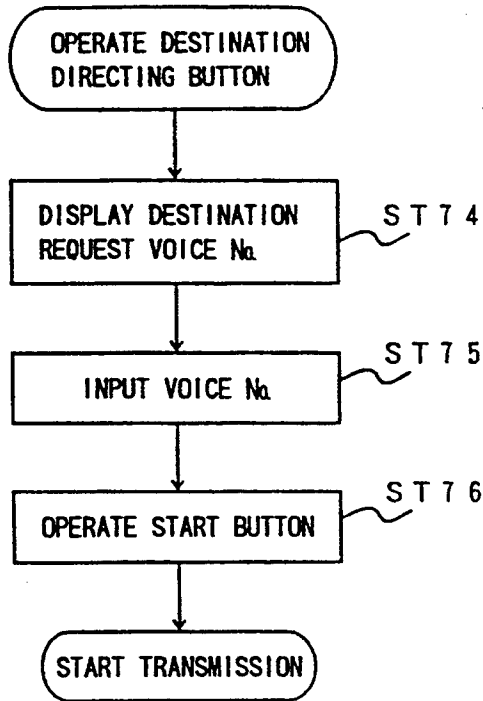 OPERATE DESTINATION
DIRECTING BUTTON
DISPLAY DESTINATION
REQUEST VOICE No.
ST74
INPUT VOICE No.
ST75
OPERATE START BUTTON
ST76
START TRANSMISSION